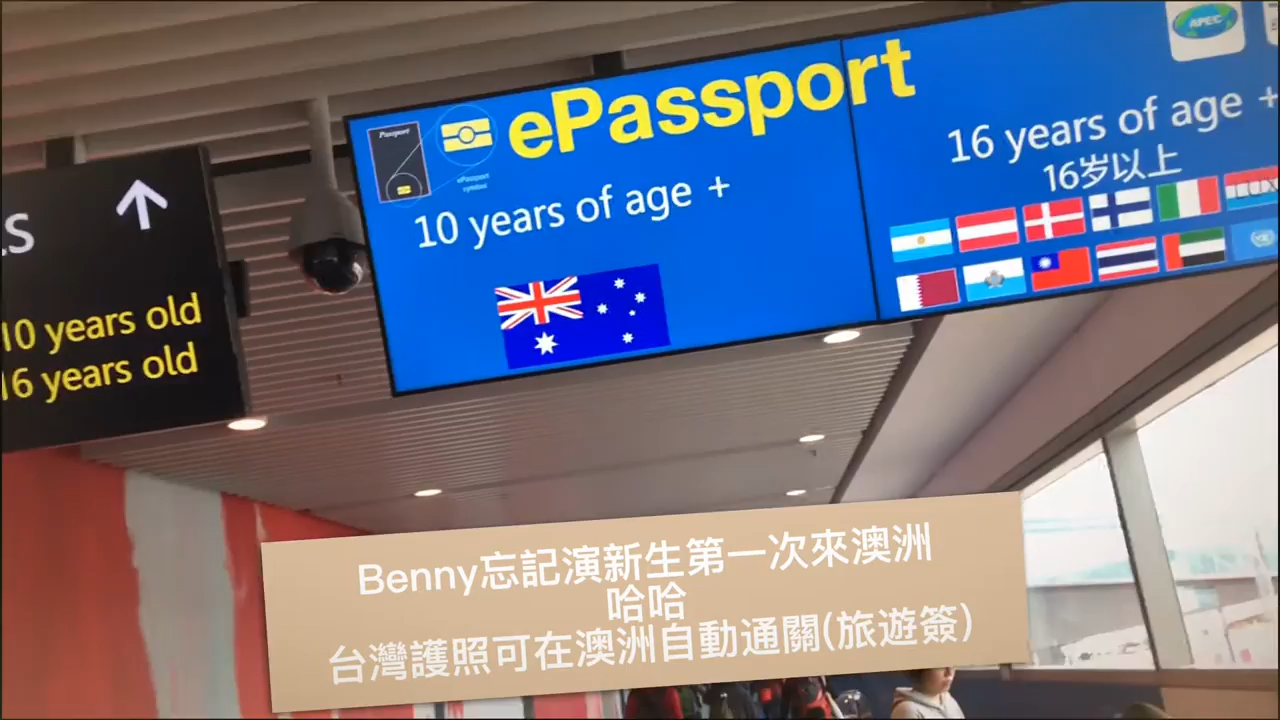 ePassport
Passport
ePassport
symbol
10 years of age +
APEC
16 years of age +
16岁以上
10 years old
16 years old
Benny忘記演新生第一次來澳洲
哈哈
台灣護照可在澳洲自動通關(旅遊簽)